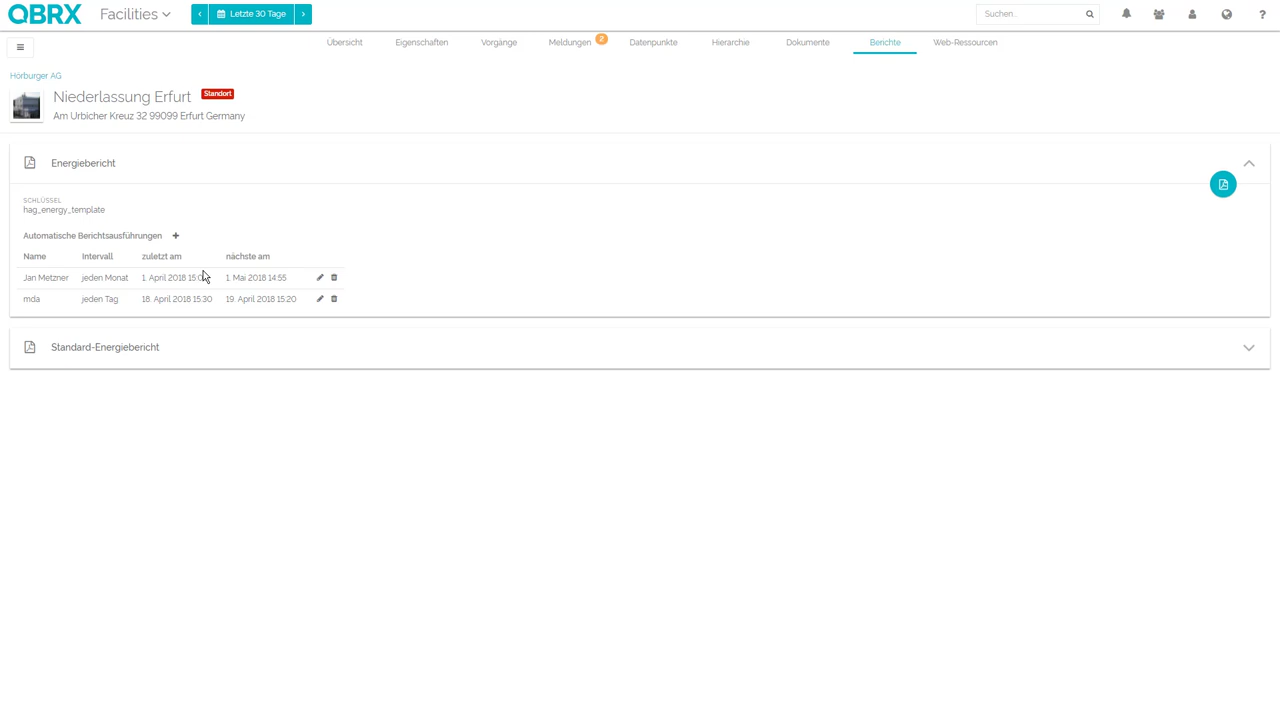 QBRX Facilities Letzte 30 Tage Suchen...
Übersicht Eigenschaften Vorgänge Meldungen 2 Datenpunkte Hierarchie Dokumente Berichte Web-Ressourcen
Hörburger AG
Niederlassung Erfurt Standort
Am Urbicher Kreuz 32 99099 Erfurt Germany
Energiebericht
SCHLÜSSEL
hag_energy_template
Automatische Berichtsausführungen +
Name Intervall zuletzt am nächste am
Jan Metzner jeden Monat 1. April 2018 1. Mai 2018 14:55
mda jeden Tag 18. April 2018 15:30 19. April 2018 15:20
Standard-Energiebericht